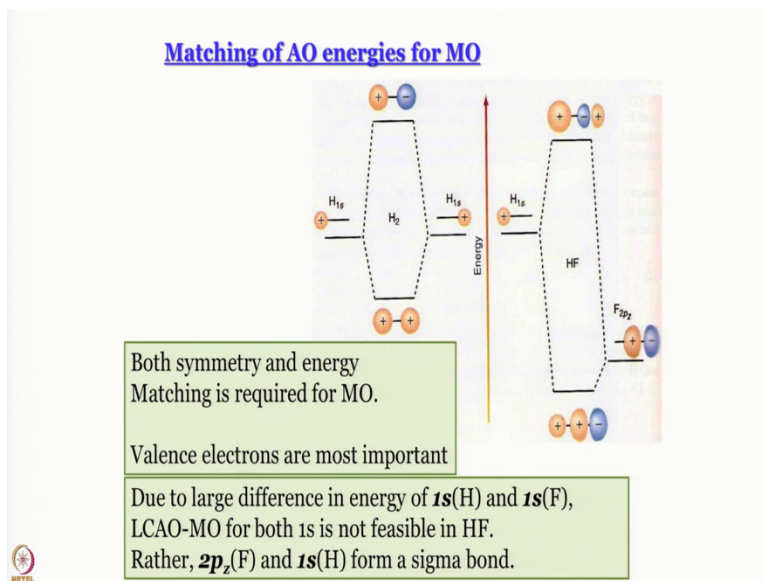 Matching of AO energies for MO
H1s
H2
H1s
Energy
H1s
HF
F2pz
Both symmetry and energy
Matching is required for MO.
Valence electrons are most important
Due to large difference in energy of 1s(H) and 1s(F),
LCAO-MO for both 1s is not feasible in HF.
Rather, 2pz(F) and 1s(H) form a sigma bond.
NPTEL